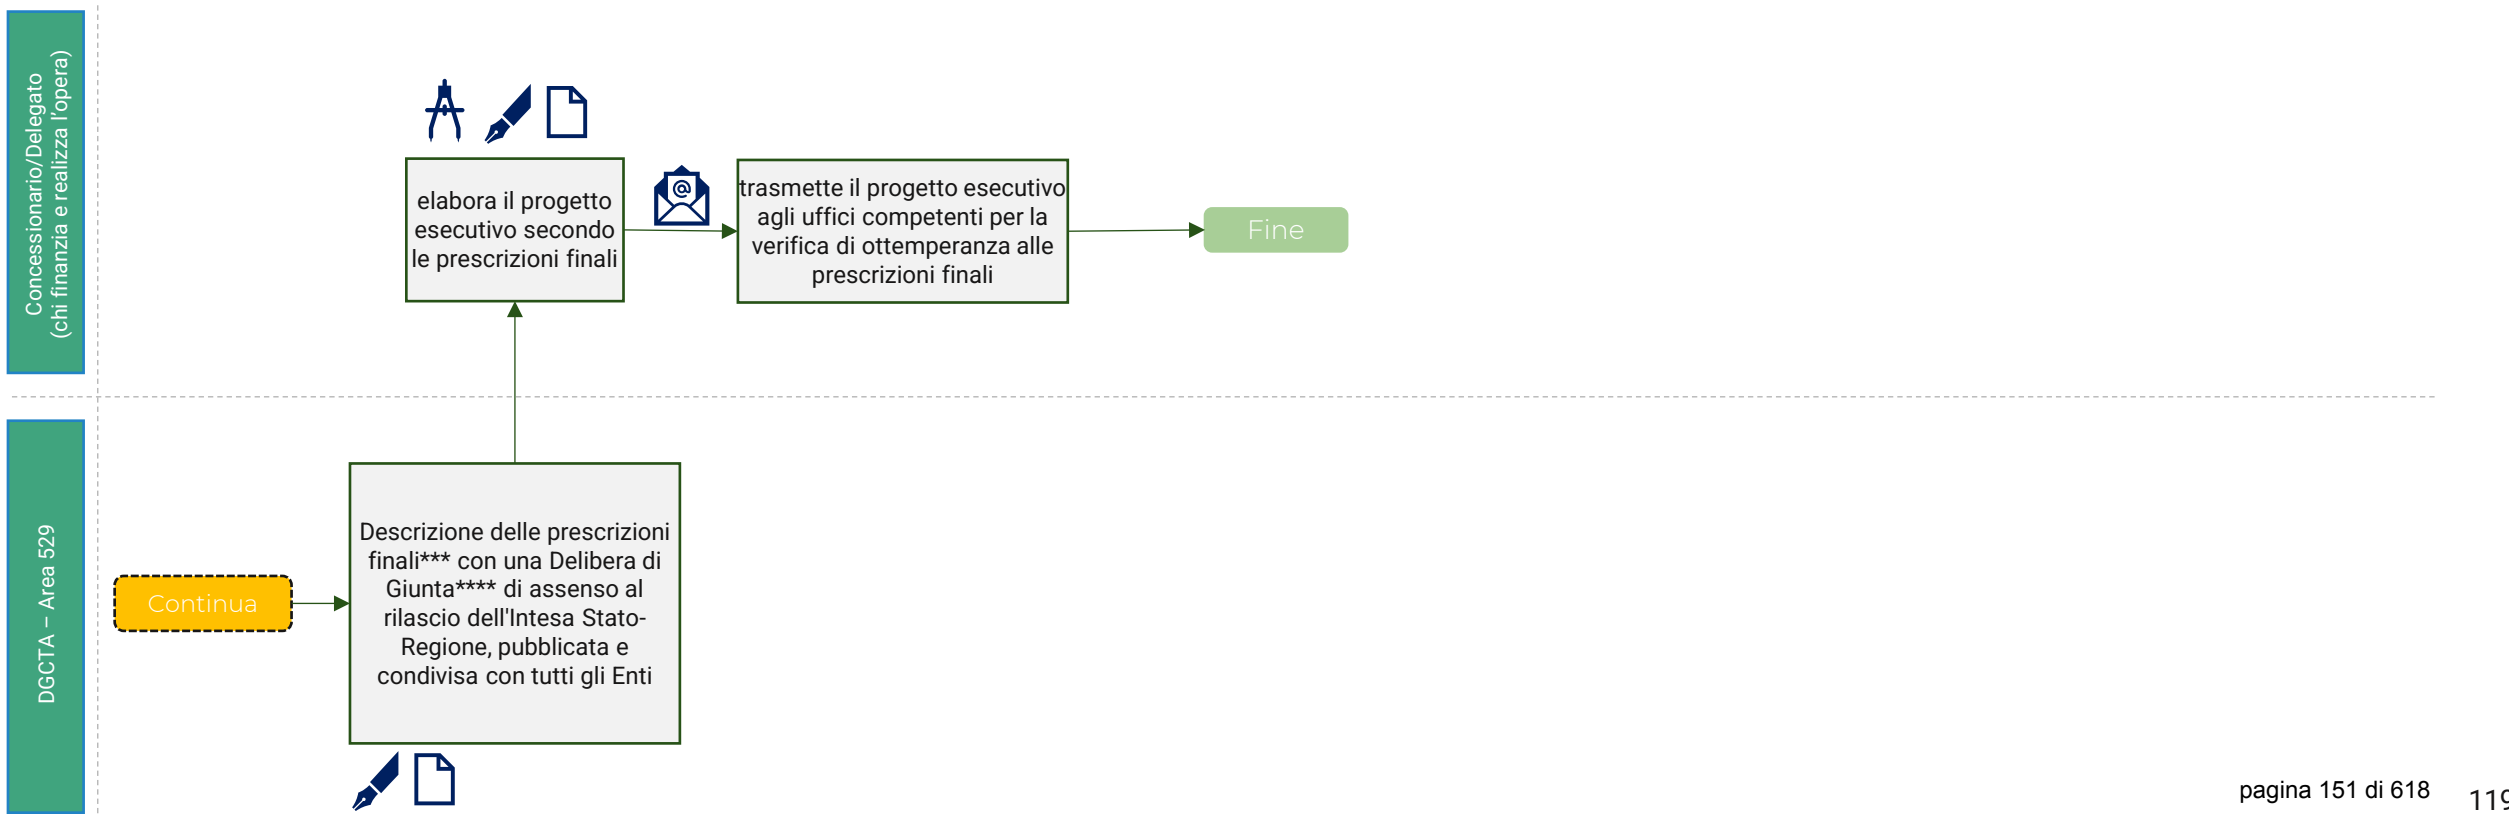 Concessionario/Delegato
(chi finanzia e realizza l'opera)
elabora il progetto
esecutivo secondo
le prescrizioni finali
@
trasmette il progetto esecutivo
agli uffici competenti per la
verifica di ottemperanza alle
prescrizioni finali
Fine
DGCTA – Area 529
Continua
Descrizione delle prescrizioni
finali*** con una Delibera di
Giunta**** di assenso al
rilascio dell'Intesa Stato-
Regione, pubblicata e
condivisa con tutti gli Enti
pagina 151 di 618
119